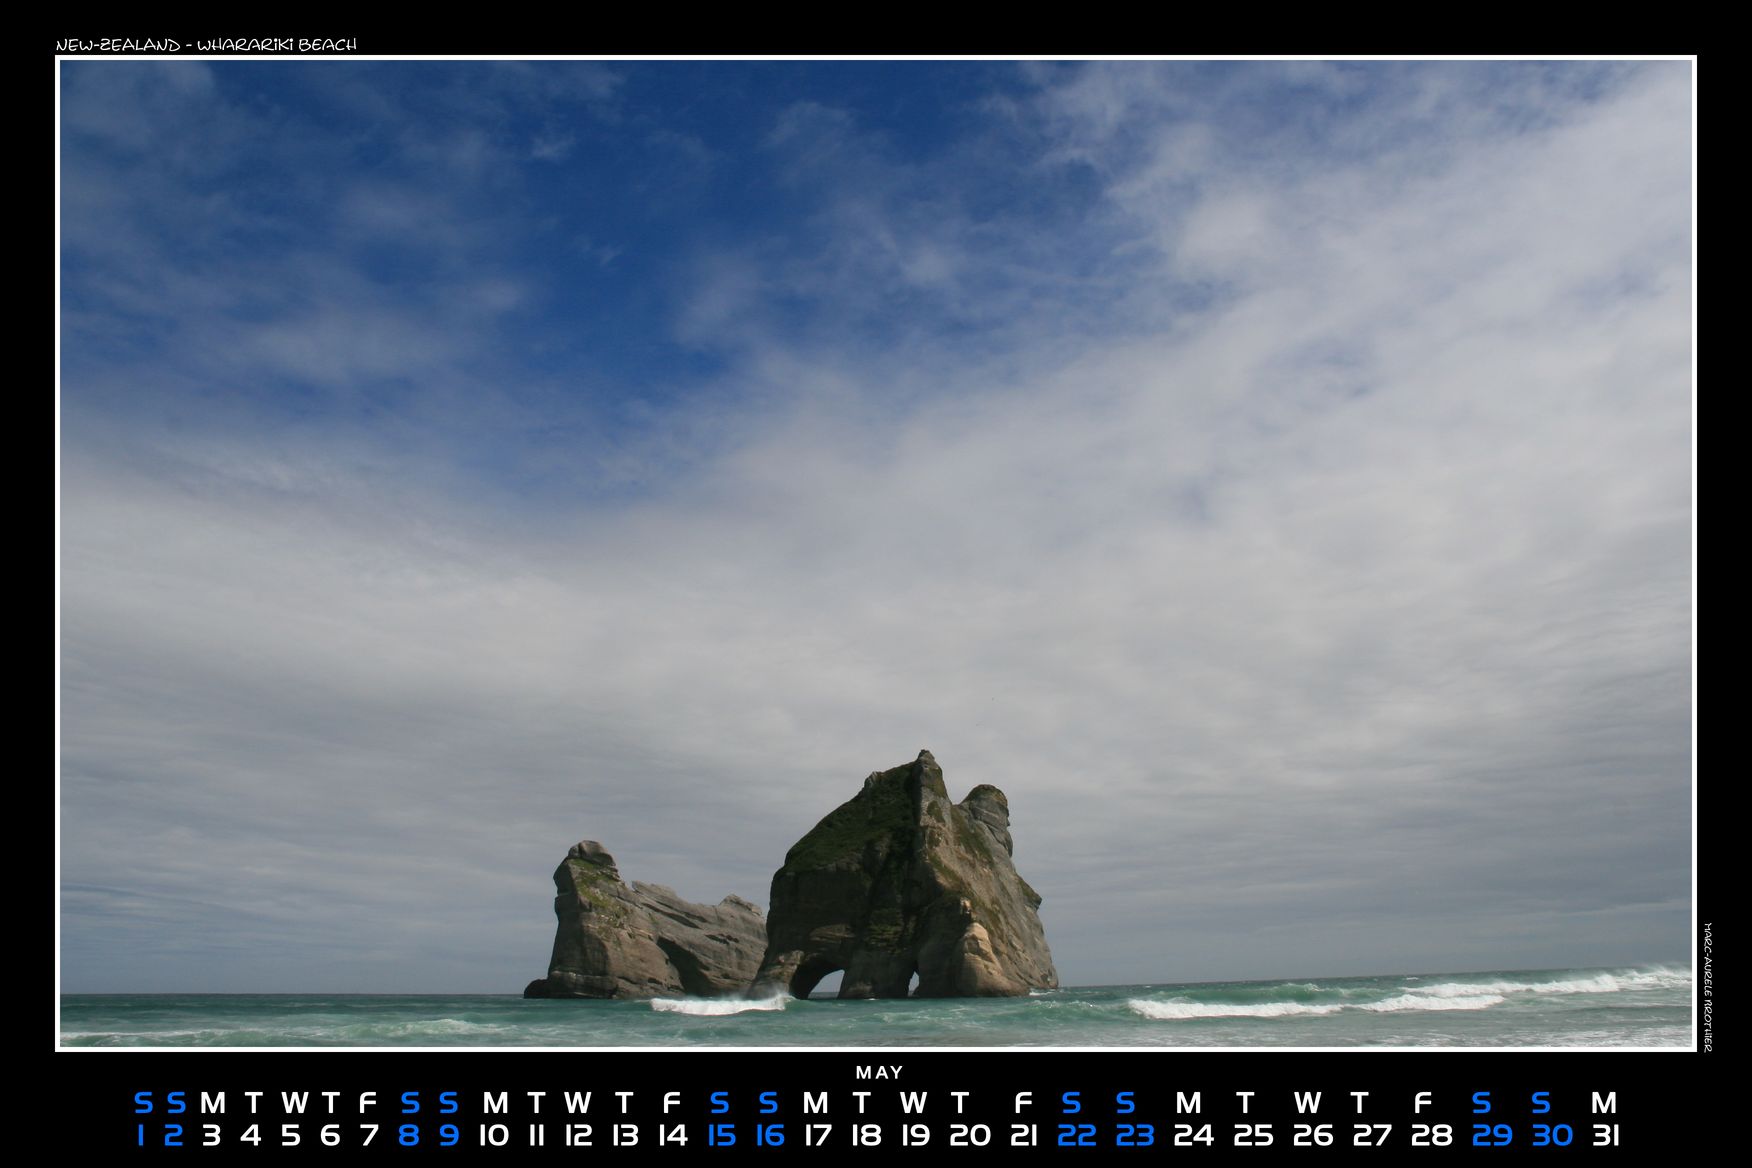 NEW-ZEALAND - WHARARIKI BEACH
MARC-AURELE BROTHIER
MAY
S S M T W T F S S M T W T F S S M T W T F S S M T W T F S S M
1 2 3 4 5 6 7 8 9 10 11 12 13 14 15 16 17 18 19 20 21 22 23 24 25 26 27 28 29 30 31